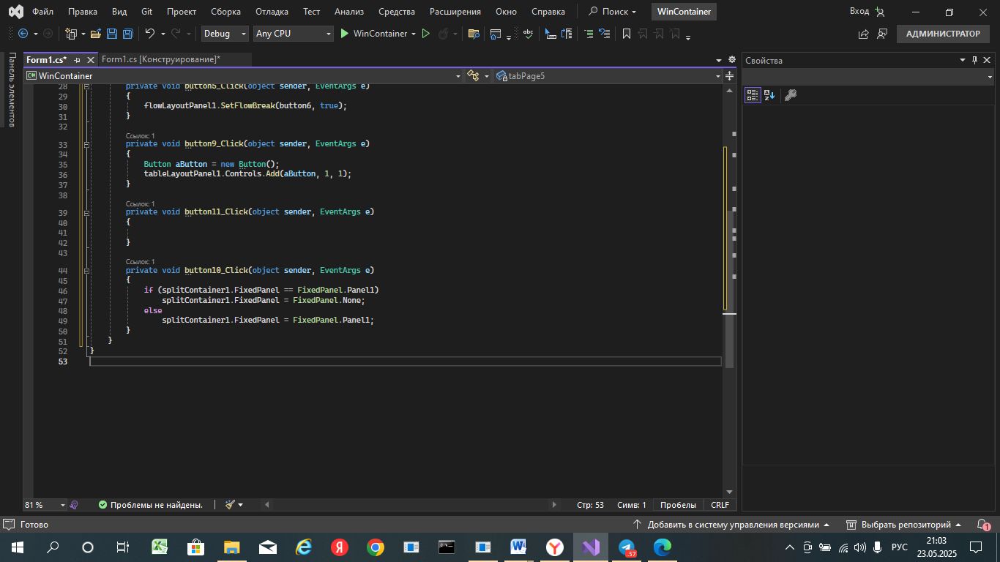 Файл Правка Вид Git Проект Сборка Отладка Тест Анализ Средства Расширения Окно Справка Поиск WinContainer Вход
Debug Any CPU WinContainer abc АДМИНИСТРАТОР
Панель элементов
Form1.cs* Form1.cs [Конструирование]*
C# WinContainer tabPage5
28 private void button5_Click(object sender, EventArgs e)
29 {
30 flowLayoutPanel1.SetFlowBreak(button6, true);
31 }
32
Ссылок: 1
33 private void button9_Click(object sender, EventArgs e)
34 {
35 Button aButton = new Button();
36 tableLayoutPanel1.Controls.Add(aButton, 1, 1);
37 }
38
Ссылок: 1
39 private void button11_Click(object sender, EventArgs e)
40 {
41
42 }
43
Ссылок: 1
44 private void button10_Click(object sender, EventArgs e)
45 {
46 if (splitContainer1.FixedPanel == FixedPanel.Panel1)
47 splitContainer1.FixedPanel = FixedPanel.None;
48 else
49 splitContainer1.FixedPanel = FixedPanel.Panel1;
50 }
51 }
52 }
53
81 % Проблемы не найдены. Стр: 53 Симв: 1 Пробелы CRLF
Свойства
Готово Добавить в систему управления версиями Выбрать репозиторий 1
РУС 21:03
23.05.2025